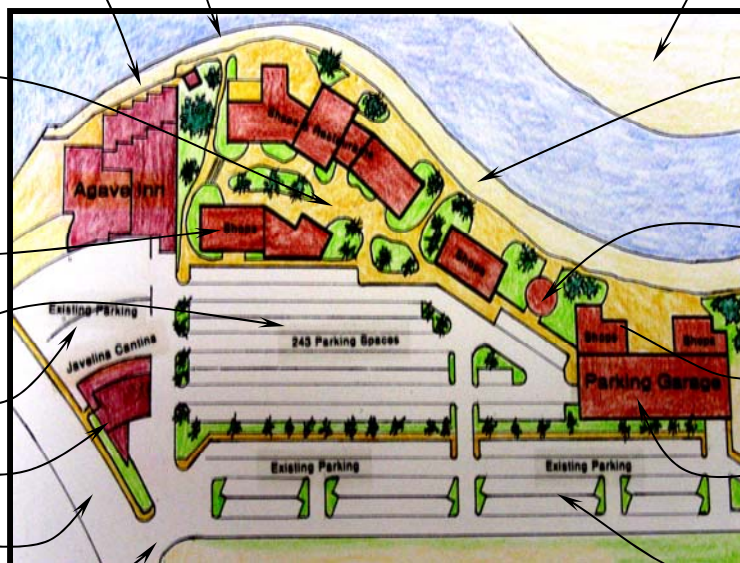 Shops Restaurants
Agave Inn
Shops
Shops
Existing Parking
243 Parking Spaces
Shops
Shops
Javelina Cantina
Parking Garage
Existing Parking
Existing Parking